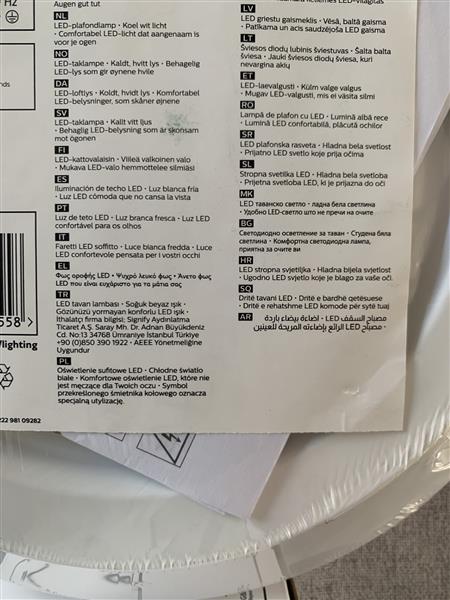 Hz
Augen gut tut
NL
LED-plafondlamp • Koel wit licht
• Comfortabel LED-licht dat aangenaam is
voor je ogen
NO
LED-taklampe • Kaldt, hvitt lys • Behagelig
LED-lys som gir øynene hvile
DA
LED-loftlys • Koldt, hvidt lys • Komfortabel
LED-belysninger, som skåner øjnene
SV
LED-taklampa • Kallt vitt ljus
• Behaglig LED-belysning som är skonsam
mot ögonen
FI
LED-kattovalaisin • Viileä valkoinen valo
• Mukava LED-valo hemmottelee silmiäsi
ES
Iluminación de techo LED • Luz blanca fría
• Luz LED cómoda que no cansa la vista
PT
Luz de teto LED • Luz branca fresca • Luz LED
confortável para os olhos
IT
Faretti LED soffitto • Luce bianca fredda • Luce
LED confortevole pensata per i vostri occhi
EL
Φως οροφής LED • Ψυχρό λευκό φως • Άνετο φως
LED που είναι ευχάριστο για τα μάτια σας
TR
LED tavan lambası • Soğuk beyaz ışık •
Gözünüzü yormayan konforlu LED ışık •
İthalatçı firma bilgisi; Signify Aydınlatma
Ticaret A.Ş. Saray Mh. Dr. Adnan Büyükdeniz
Cd. No:13 34768 Ümraniye İstanbul Türkiye
+90 (0)850 390 1922 • AEEE Yönetmeliğine
Uygundur
PL
Oświetlenie sufitowe LED • Chłodne światło
białe • Komfortowe oświetlenie LED, które nie
jest męczące dla Twoich oczu • Symbol
przekreślonego śmietnika kołowego oznacza
specjalną utylizację.
LV
LED griestu gaismeklis • Vēsā, baltā gaisma
• Patīkama un acis saudzējoša LED gaisma
LT
Šviesos diodų lubinis šviestuvas • Šalta balta
šviesa • Jauki šviesos diodų šviesa, kuri
nevargina akių
ET
LED-laevalgusti • Külm valge valgus
• Mugav LED-valgusti, mis ei väsita silmi
RO
Lampă de plafon cu LED • Lumină albă rece
• Lumină LED confortabilă, plăcută ochilor
SR
LED plafonska rasveta • Hladna bela svetlost
• Prijatno LED svetlo koje prija očima
SL
Stropna svetilka LED • Hladna bela svetloba
• Prijetna svetloba LED, ki je prijazna do oči
MK
LED таванско светло • ладна бела светлина
• Удобно LED-светло што не пречи на очите
BG
Светодиодно осветление за таван • Студена бяла
светлина • Комфортна светодиодна лампа,
приятна за очите ви
HR
LED stropna svjetiljka • Hladna bijela svjetlost
• Ugodno LED svjetlo koje je blago za vaše oči.
SQ
Dritë tavani LED • Dritë e bardhë qetësuese
• Dritë e rehatshme LED komode për sytë tuaj
AR
مصباح السقف LED • اضاءة بيضاء باردة
• مصباح LED الرائع بإضاءته المريحة للعينين
558
/lighting
222 981 09282